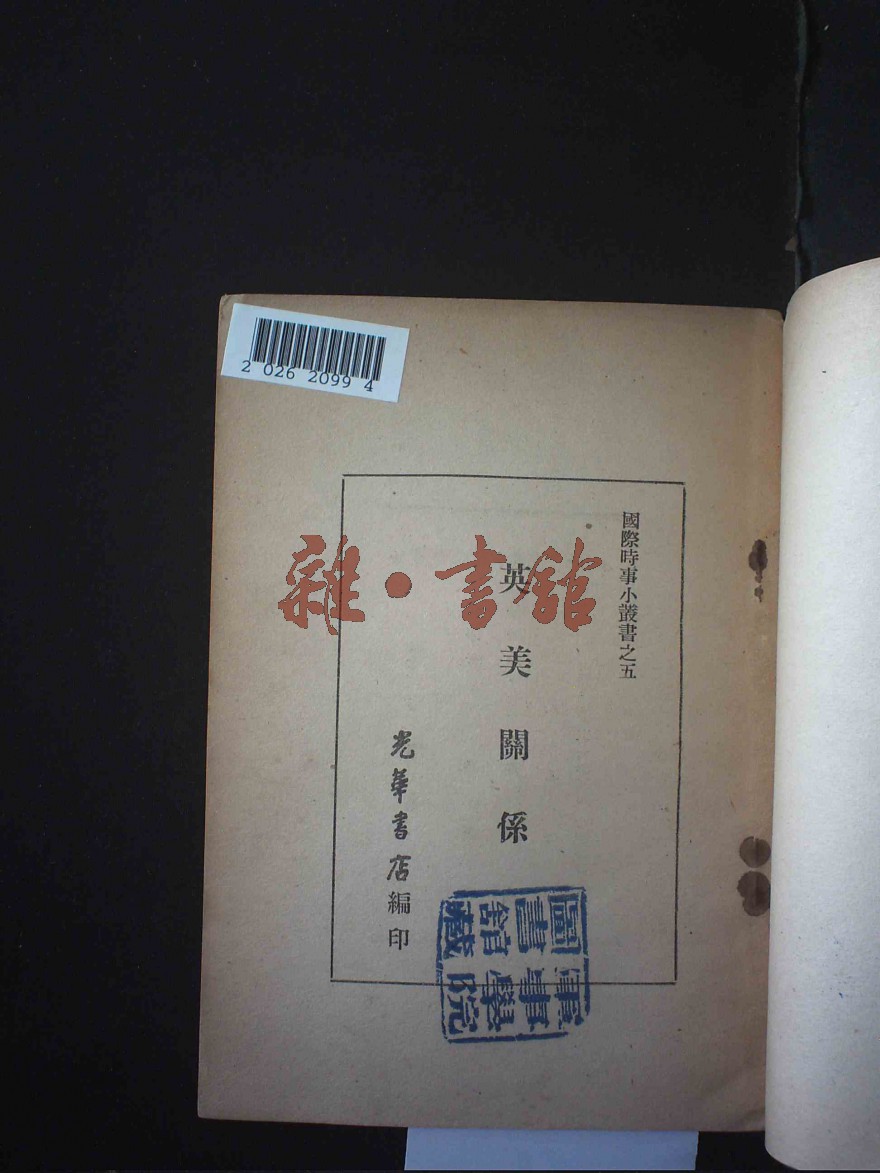 2 026 2099 4
國際時事小叢書之五
英美關係
光華書店編印
雜·書館
軍事學院
圖書館藏